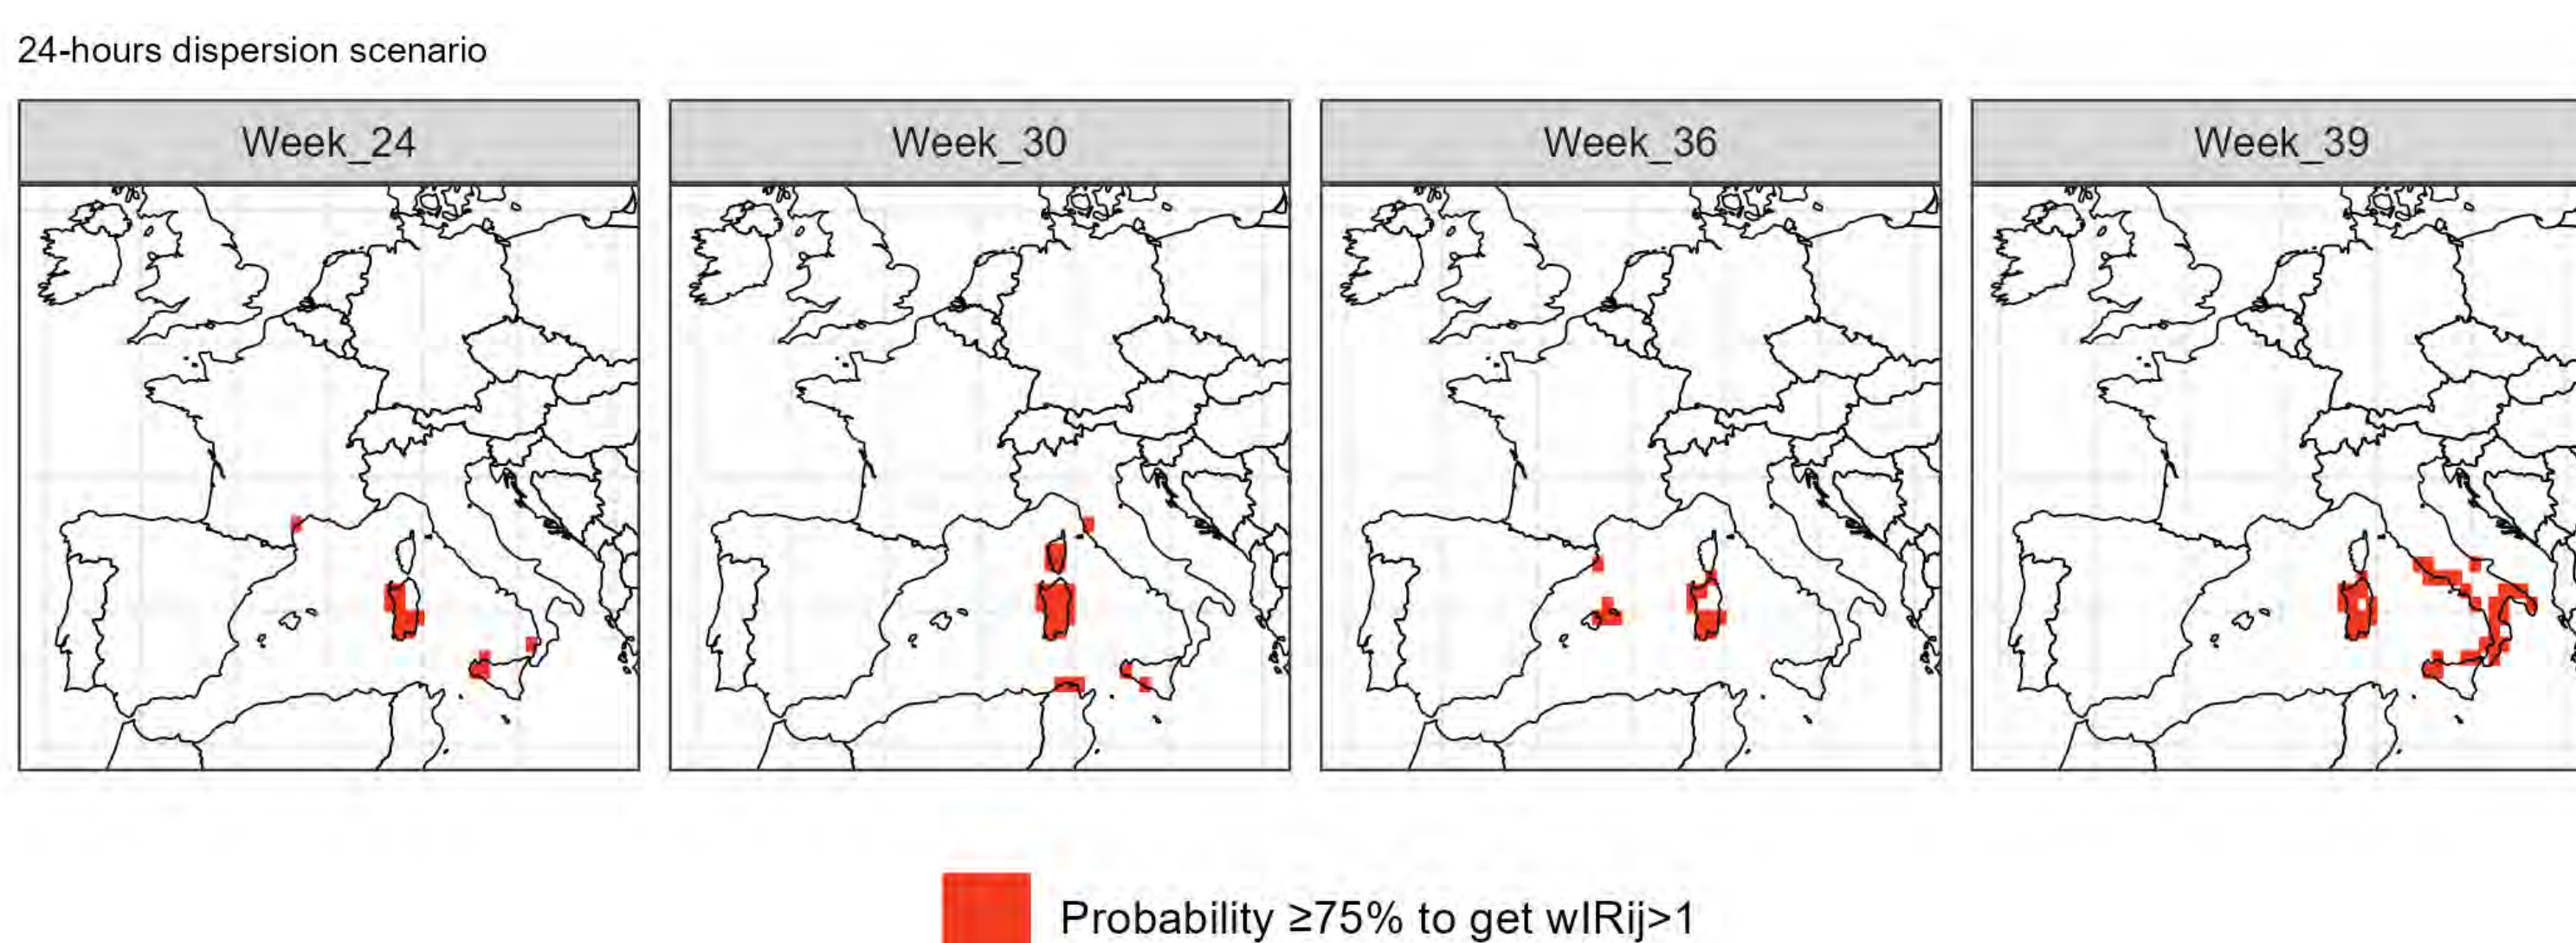 24-hours dispersion scenario
Week_24
Week_30
Week_36
Week_39
Probability ≥75% to get wIRij>1